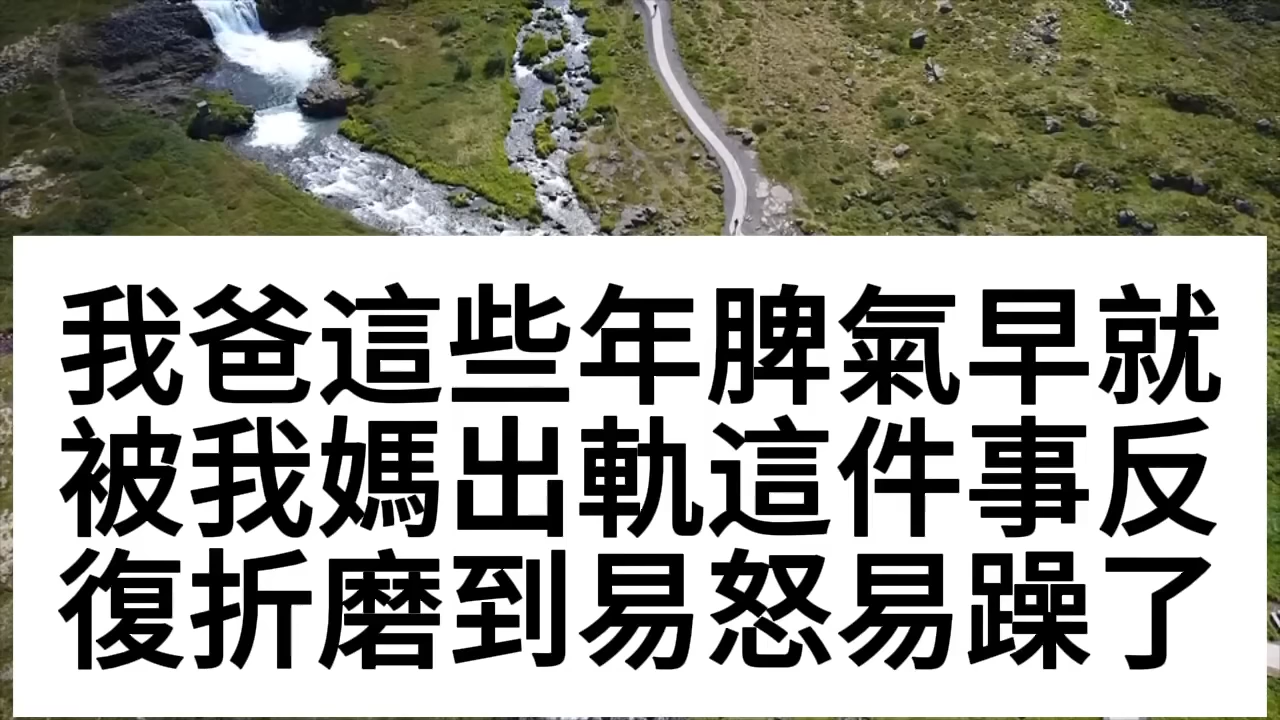 我爸這些年脾氣早就
被我媽出軌這件事反
復折磨到易怒易躁了